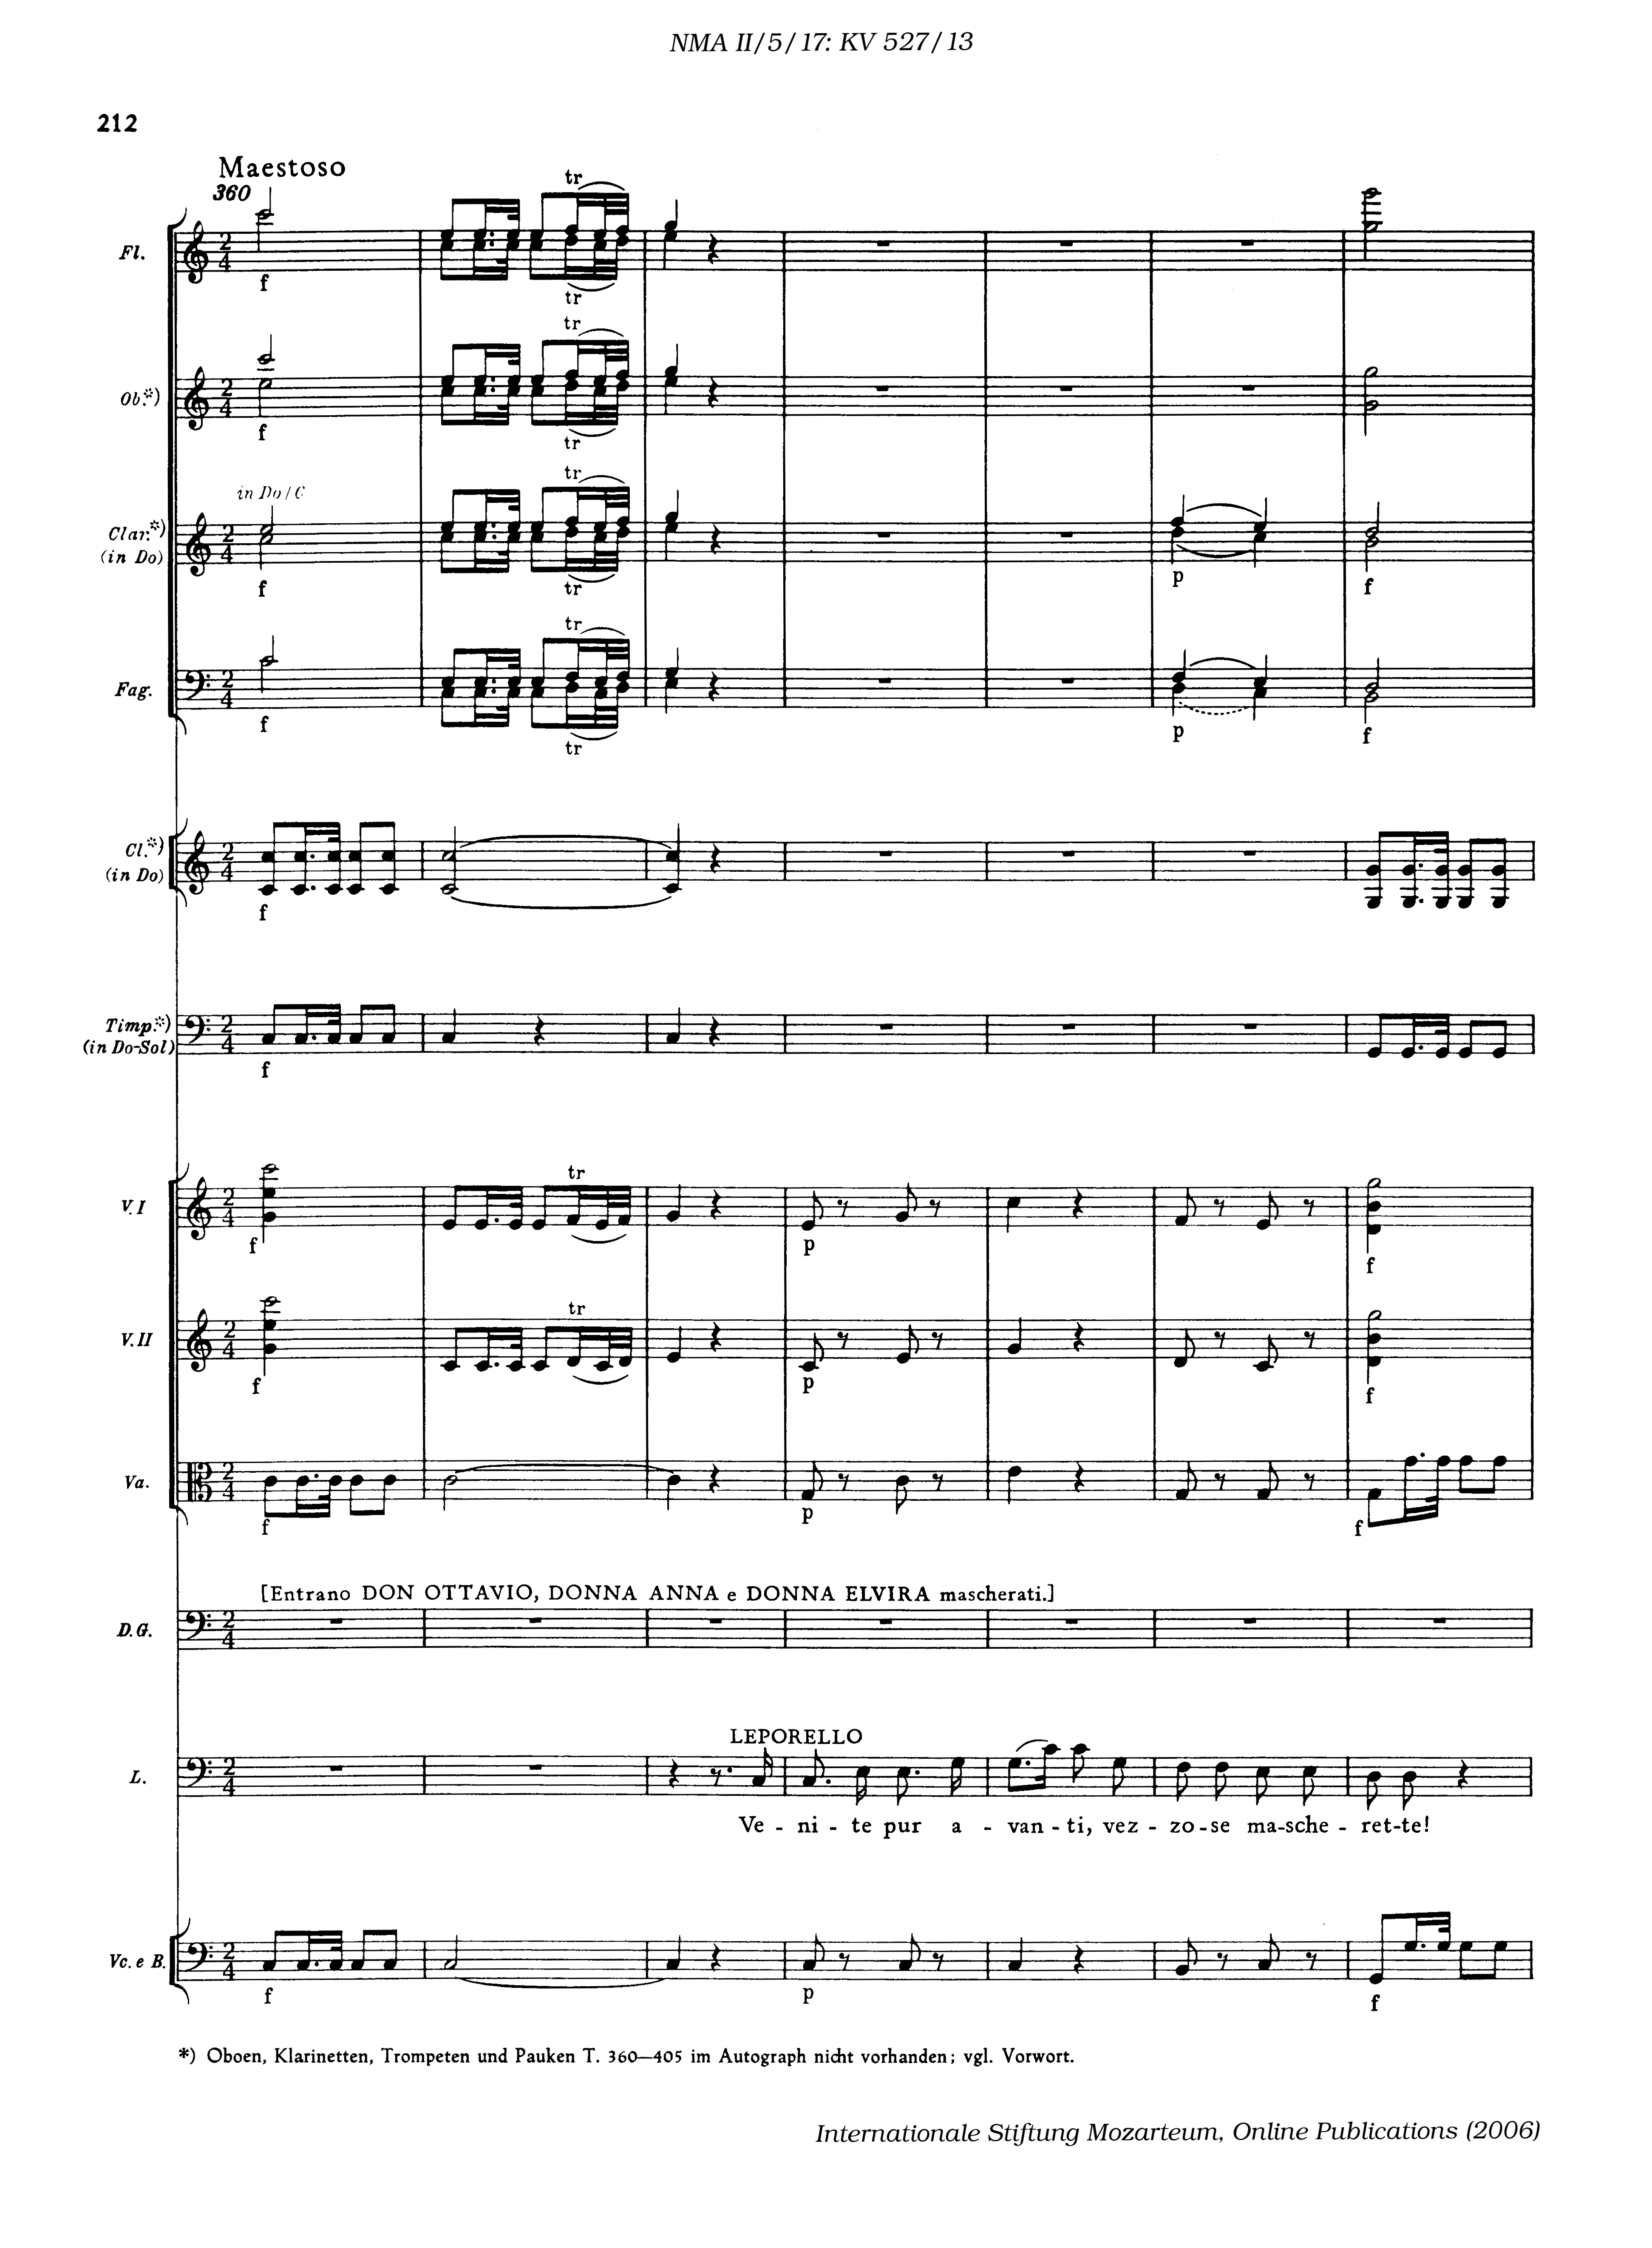 NMA II/5/17: KV 527/13
212
Maestoso
360
tr
Fl.
f
tr
tr
Ob.*)
f
tr
in Do / C
tr
Clar.*)
(in Do)
f
tr
p
f
tr
Fag.
f
tr
p
f
Cl.*)
(in Do)
f
Timp.*)
(in Do-Sol)
f
tr
V. I
f
p
f
tr
V. II
f
p
f
Va.
f
p
f
[Entrano DON OTTAVIO, DONNA ANNA e DONNA ELVIRA mascherati.]
D. G.
LEPORELLO
L.
Ve - ni - te pur a - van - ti, vez - zo - se ma-sche - ret-te!
Vc. e B.
f
p
f
*) Oboen, Klarinetten, Trompeten und Pauken T. 360—405 im Autograph nicht vorhanden; vgl. Vorwort.
Internationale Stiftung Mozarteum, Online Publications (2006)